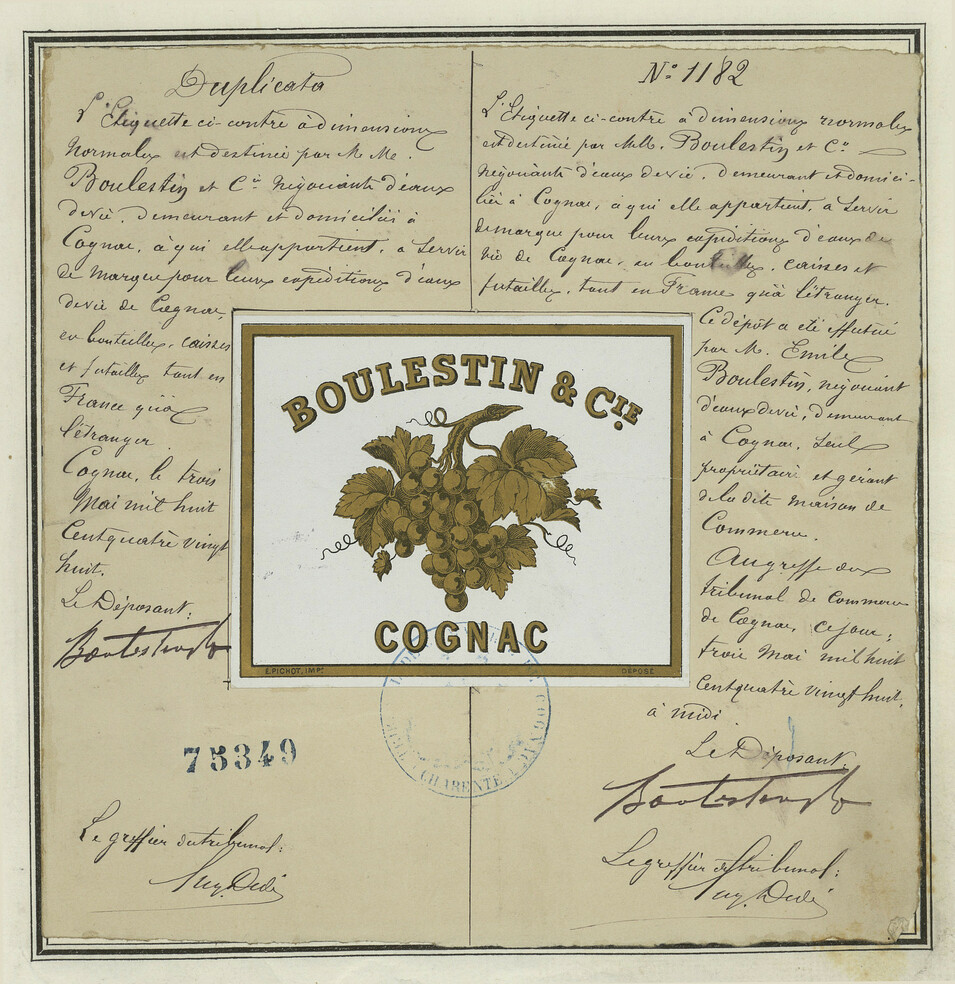 Duplicata
L'Etiquette ci-contre à dimensions
normales est destinée par M. Me.
Boulestin et Cie négociants d'eaux
de vie, demeurant et domiciliés à
Cognac, à qui elle appartient, a servir
de marque pour leurs expéditions d'eaux
de vie de Cognac,
en bouteilles, caisses
et futailles tant en
France qu'à
l'étranger
Cognac, le trois
Mai mil huit
Cent quatre vingt
huit.
Le Déposant:
75349
Le greffier du tribunal:
N° 1182
L'Etiquette ci-contre à dimensions normales
est destinée par MM. Boulestin et Cie
négociants d'eaux de vie, demeurant et domici-
liés à Cognac, à qui elle appartient, a servir
de marque pour leurs expéditions d'eaux de
vie de Cognac, en bouteilles, caisses et
futailles, tant en France qu'à l'étranger.
Ce dépôt a été effectué
par M. Emile
Boulestin, négociant
d'eaux de vie, demeurant
à Cognac, seul
propriétaire et gérant
de la dite maison de
Commerce.
Au greffe du
tribunal de Commerce
de Cognac, ce jour,
trois Mai mil huit
Cent quatre vingt huit,
à midi
Le Déposant:
Le greffier du tribunal:
BOULESTIN & CIE.
COGNAC
E. PICHOT, IMP.
DÉPOSÉ
COGNAC
CHARENTE